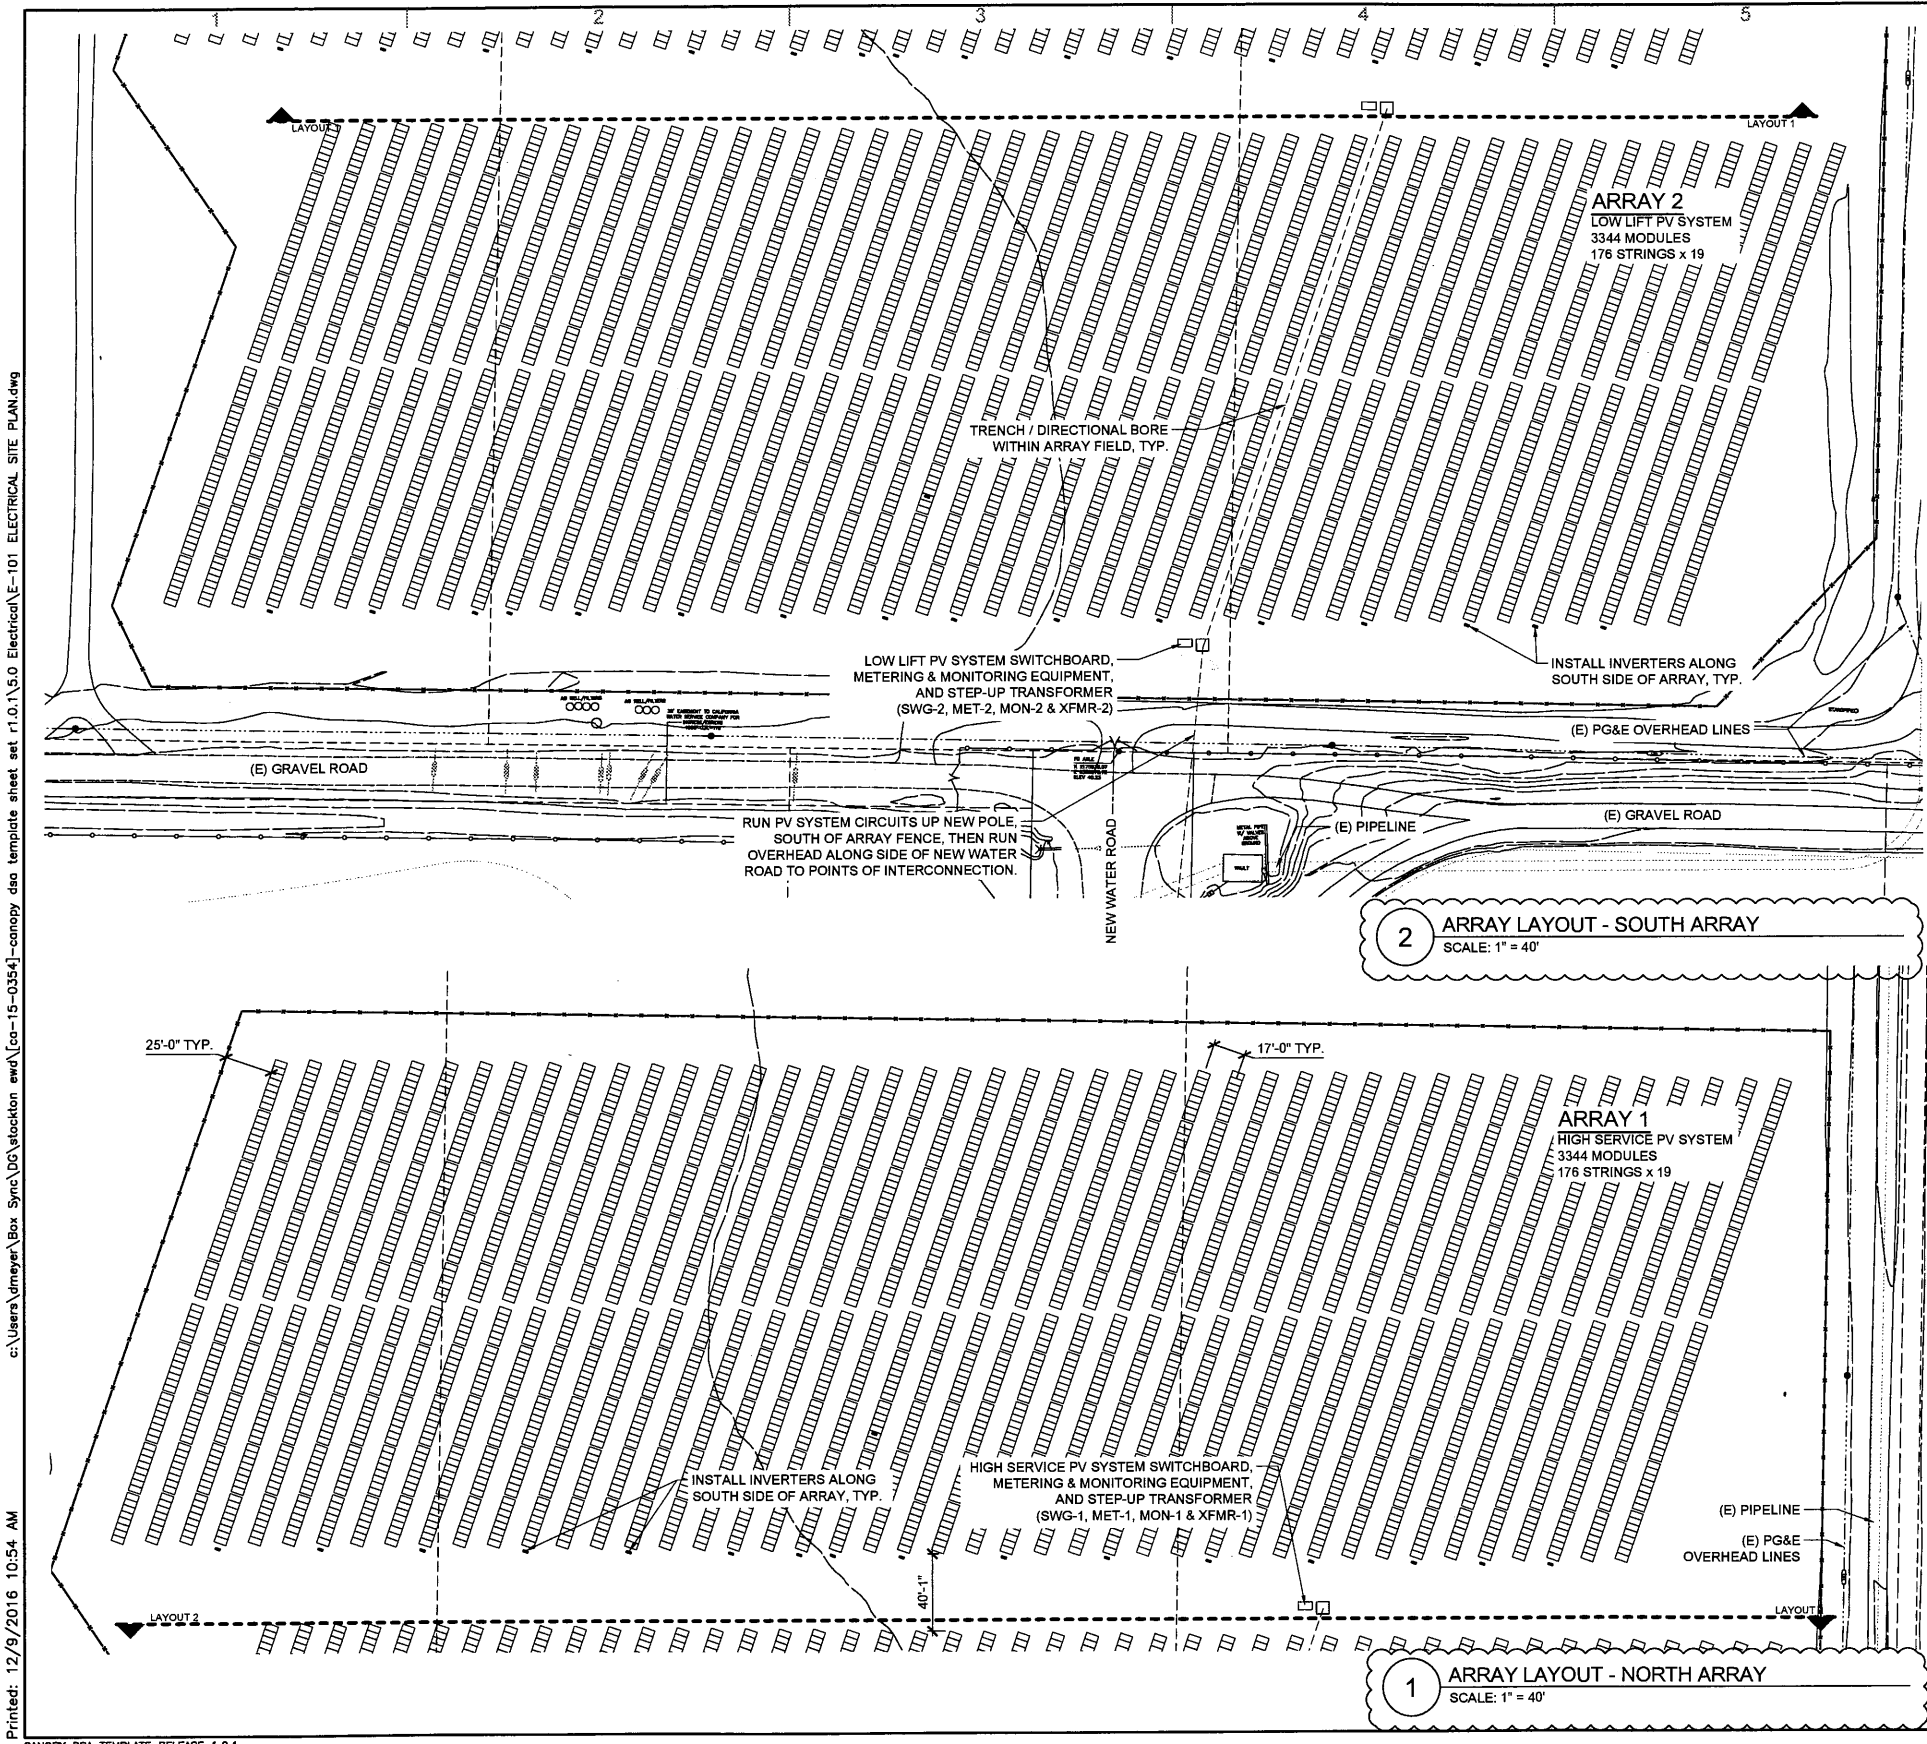 1 2 3 4 5
LAYOUT 1
LAYOUT 1
ARRAY 2
LOW LIFT PV SYSTEM
3344 MODULES
176 STRINGS x 19
TRENCH / DIRECTIONAL BORE
WITHIN ARRAY FIELD, TYP.
LOW LIFT PV SYSTEM SWITCHBOARD,
METERING & MONITORING EQUIPMENT,
AND STEP-UP TRANSFORMER
(SWG-2, MET-2, MON-2 & XFMR-2)
INSTALL INVERTERS ALONG
SOUTH SIDE OF ARRAY, TYP.
(E) PG&E OVERHEAD LINES
(E) GRAVEL ROAD
(E) GRAVEL ROAD
(E) PIPELINE
VAULT
RUN PV SYSTEM CIRCUITS UP NEW POLE,
SOUTH OF ARRAY FENCE, THEN RUN
OVERHEAD ALONG SIDE OF NEW WATER
ROAD TO POINTS OF INTERCONNECTION.
NEW WATER ROAD
2 ARRAY LAYOUT - SOUTH ARRAY
SCALE: 1" = 40'
25'-0" TYP.
17'-0" TYP.
ARRAY 1
HIGH SERVICE PV SYSTEM
3344 MODULES
176 STRINGS x 19
INSTALL INVERTERS ALONG
SOUTH SIDE OF ARRAY, TYP.
HIGH SERVICE PV SYSTEM SWITCHBOARD,
METERING & MONITORING EQUIPMENT,
AND STEP-UP TRANSFORMER
(SWG-1, MET-1, MON-1 & XFMR-1)
(E) PIPELINE
(E) PG&E
OVERHEAD LINES
40'-1"
LAYOUT 2
LAYOUT
1 ARRAY LAYOUT - NORTH ARRAY
SCALE: 1" = 40'
c:\Users\dmeyer\Box Sync\DG\stockton ewd\[ca-15-0354]-canopy dsa template sheet set r1.0.1\5.0 Electrical\E-101 ELECTRICAL SITE PLAN.dwg
Printed: 12/9/2016 10:54 AM